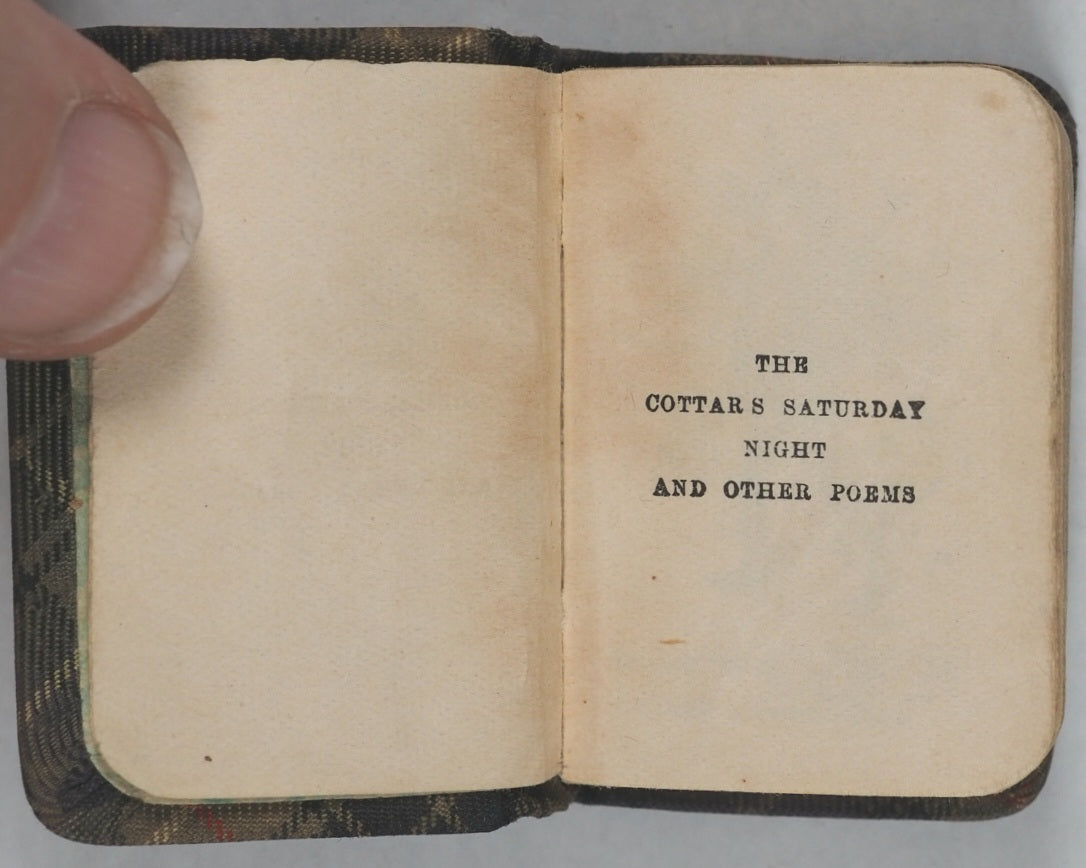 THE
COTTAR S SATURDAY
NIGHT
AND OTHER POEMS